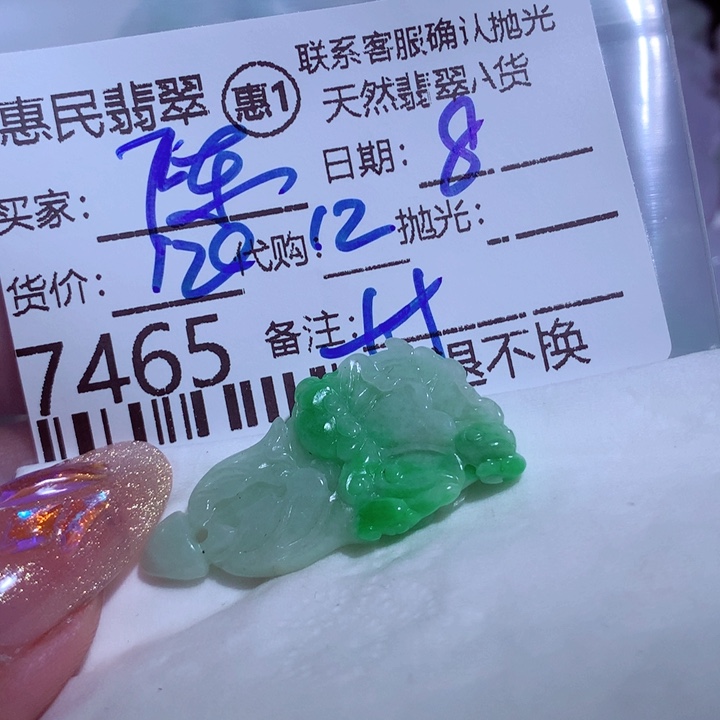 联系客服确认抛光
惠民翡翠 惠1 天然翡翠A货
买家: 陈 日期: 8
货价: 120 代购: 12 抛光:
7465 备注:
退不换